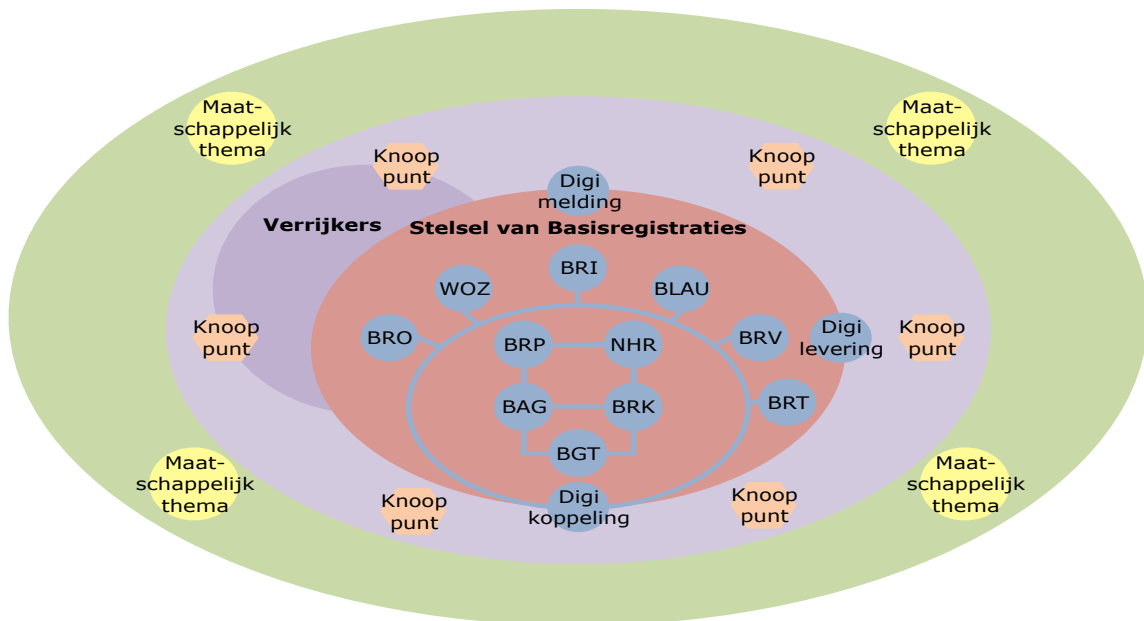 Maat-
schappelijk
thema
Maat-
schappelijk
thema
Knoop
punt
Knoop
punt
Digi
melding
Verrijkers
Stelsel van Basisregistraties
BRI
WOZ
BLAU
BRO
BRP
NHR
BRV
Knoop
punt
Digi
levering
Knoop
punt
BAG
BRK
BRT
BGT
Maat-
schappelijk
thema
Maat-
schappelijk
thema
Knoop
punt
Digi
koppeling
Knoop
punt